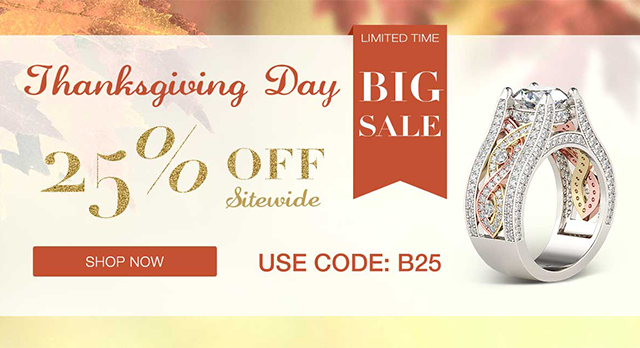 Thanksgiving Day
25% OFF
Sitewide
LIMITED TIME
BIG
SALE
SHOP NOW
USE CODE: B25